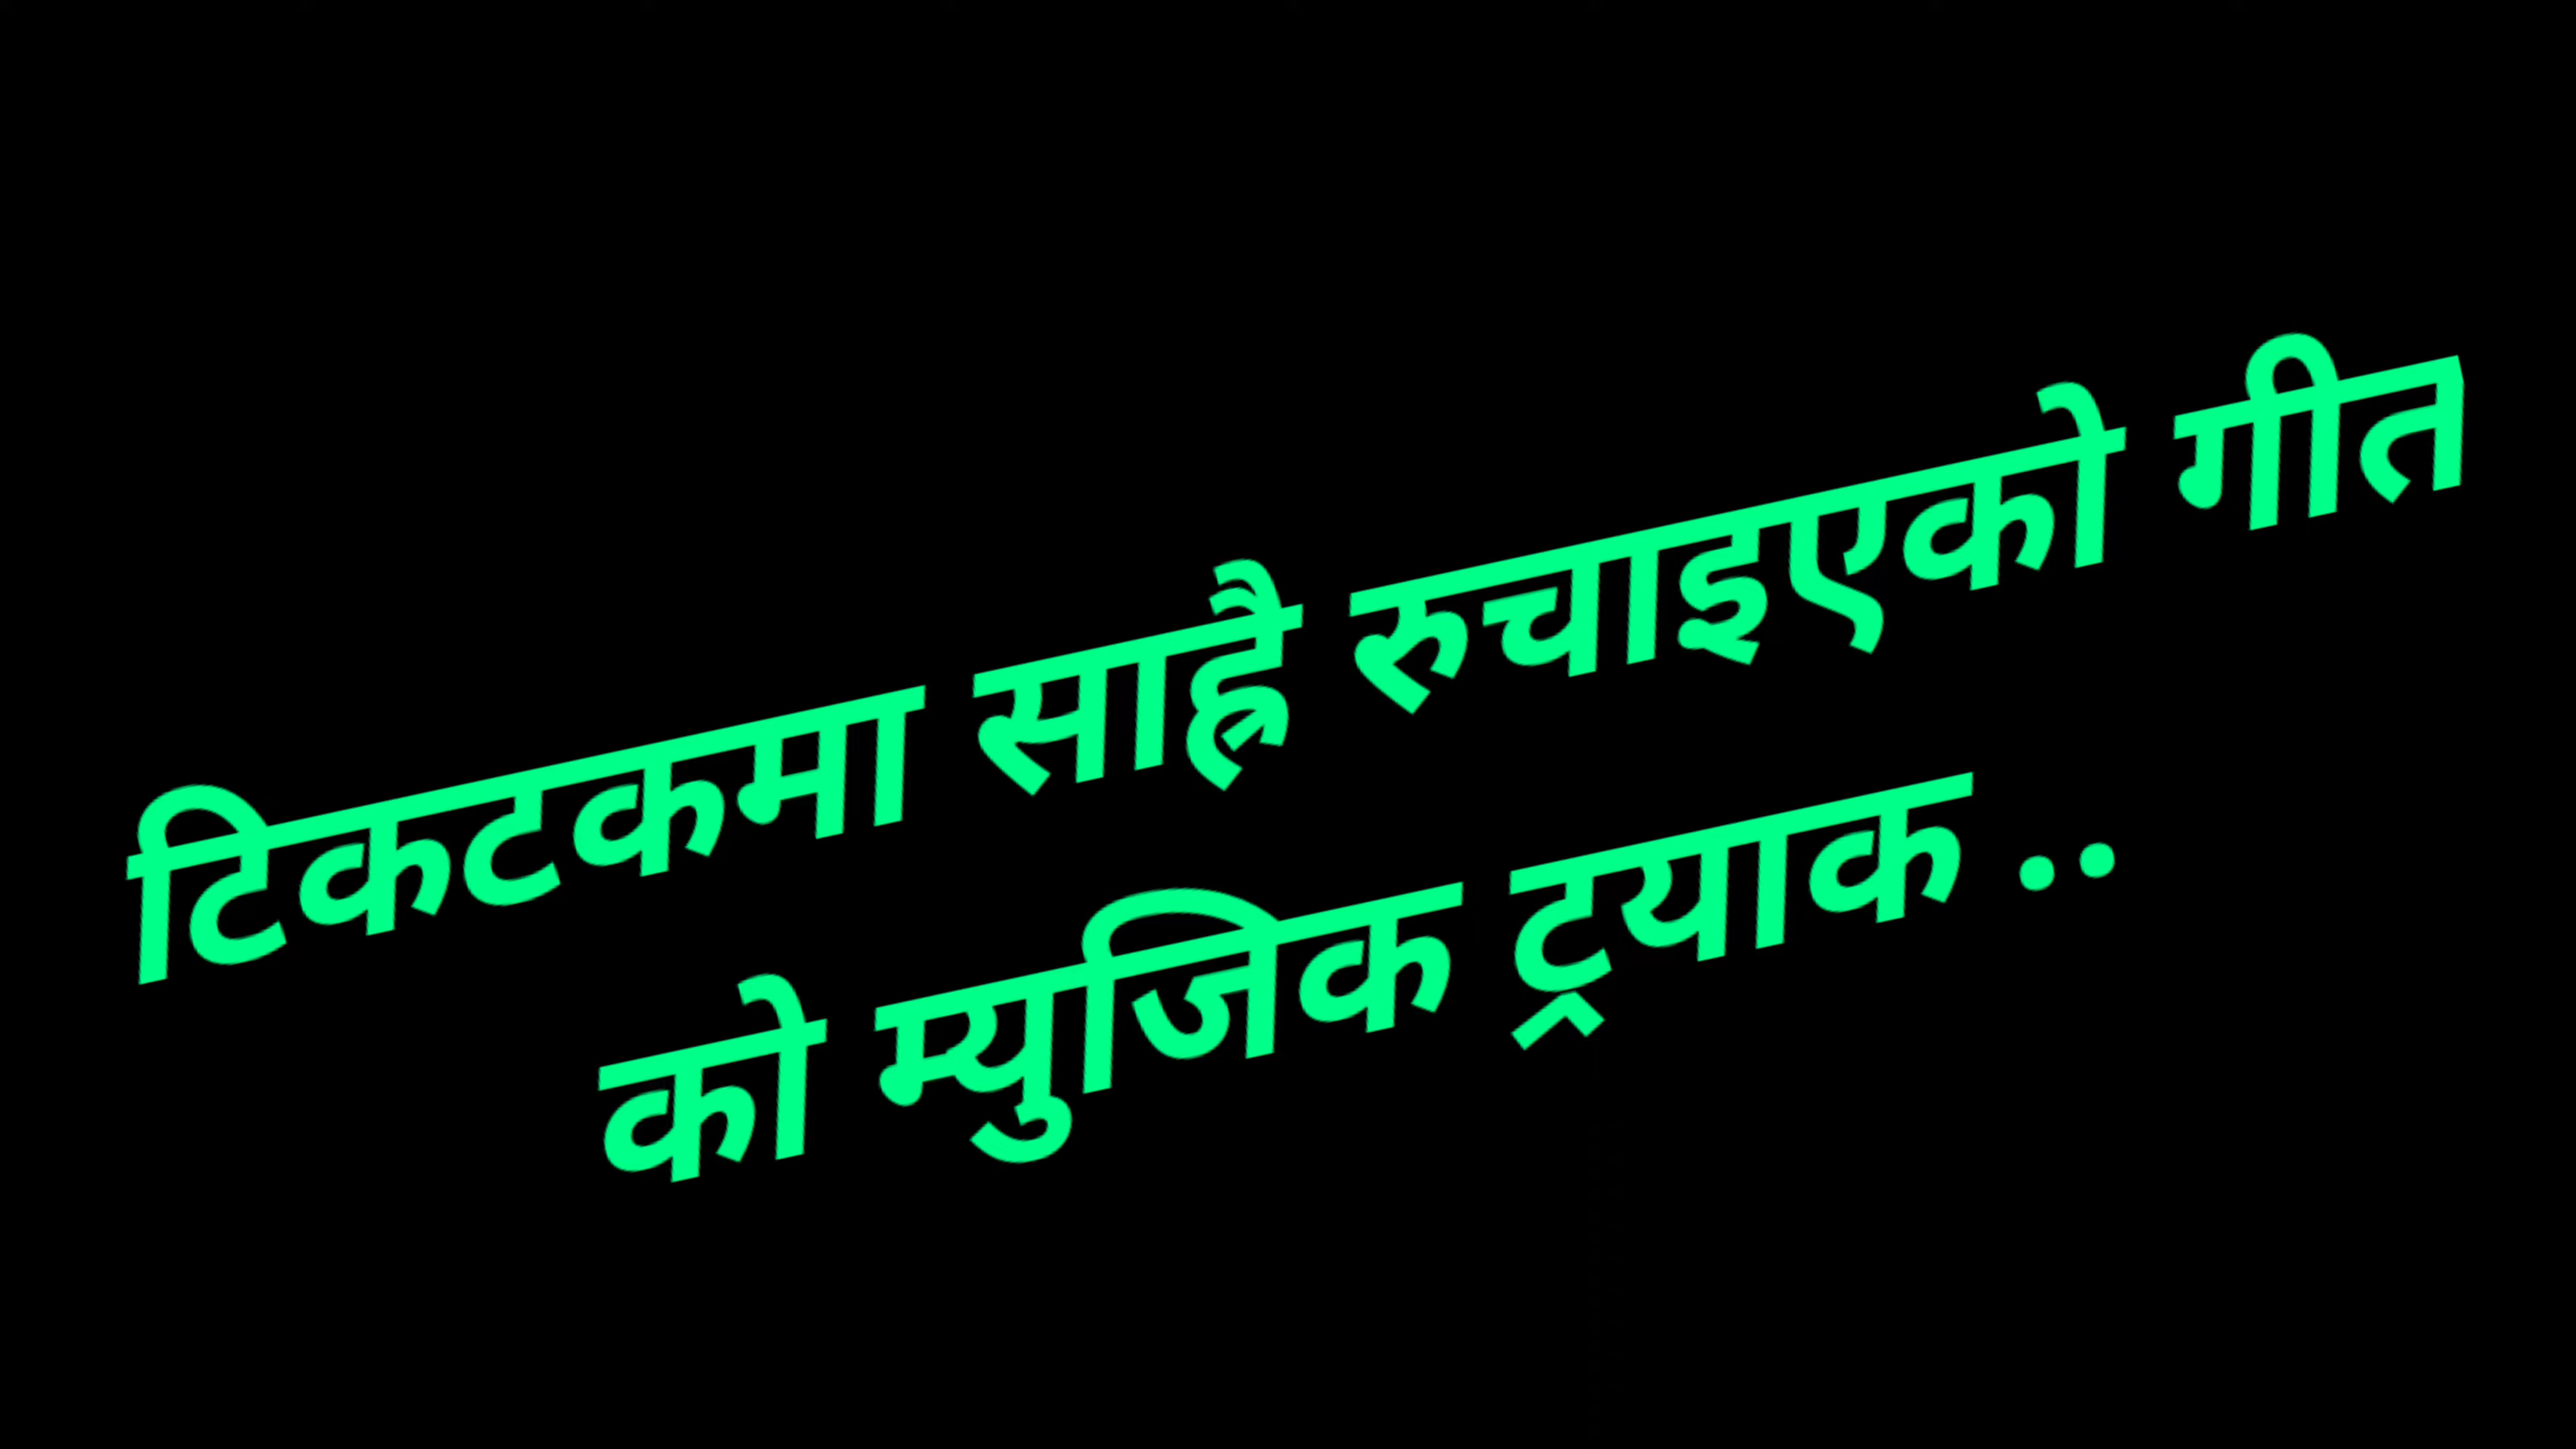 टिकटकमा साह्रै रुचाइएको गीत
को म्युजिक ट्र्याक ..